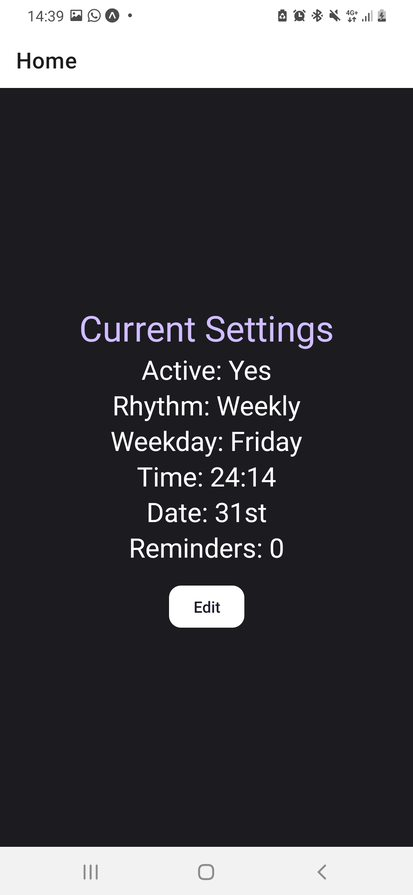 14:39
4G+
Home
Current Settings
Active: Yes
Rhythm: Weekly
Weekday: Friday
Time: 24:14
Date: 31st
Reminders: 0
Edit